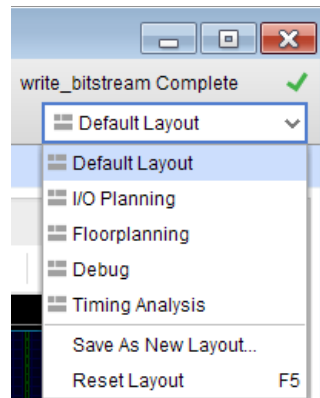 write_bitstream Complete
Default Layout
Default Layout
I/O Planning
Floorplanning
Debug
Timing Analysis
Save As New Layout...
Reset Layout F5